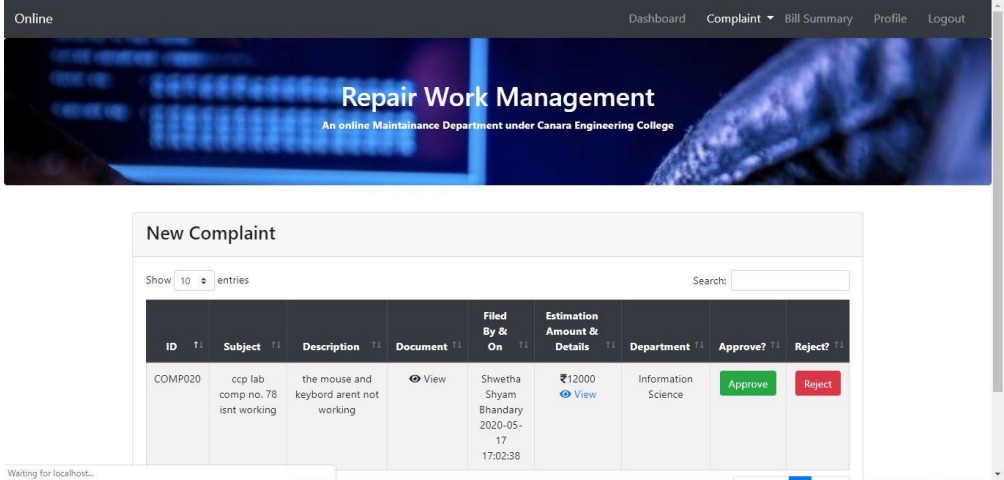 Online
Dashboard Complaint Bill Summary Profile Logout
Repair Work Management
An online Maintainance Department under Canara Engineering College
New Complaint
Show 10 entries
Search:
ID Subject Description Document Filed By & On Estimation Amount & Details Department Approve? Reject?
COMP020
ccp lab
comp no. 78
isnt working
the mouse and
keybord arent not
working
View
Shwetha
Shyam
Bhandary
2020-05-
17
17:02:38
₹12000
View
Information
Science
Approve
Reject
Waiting for localhost...